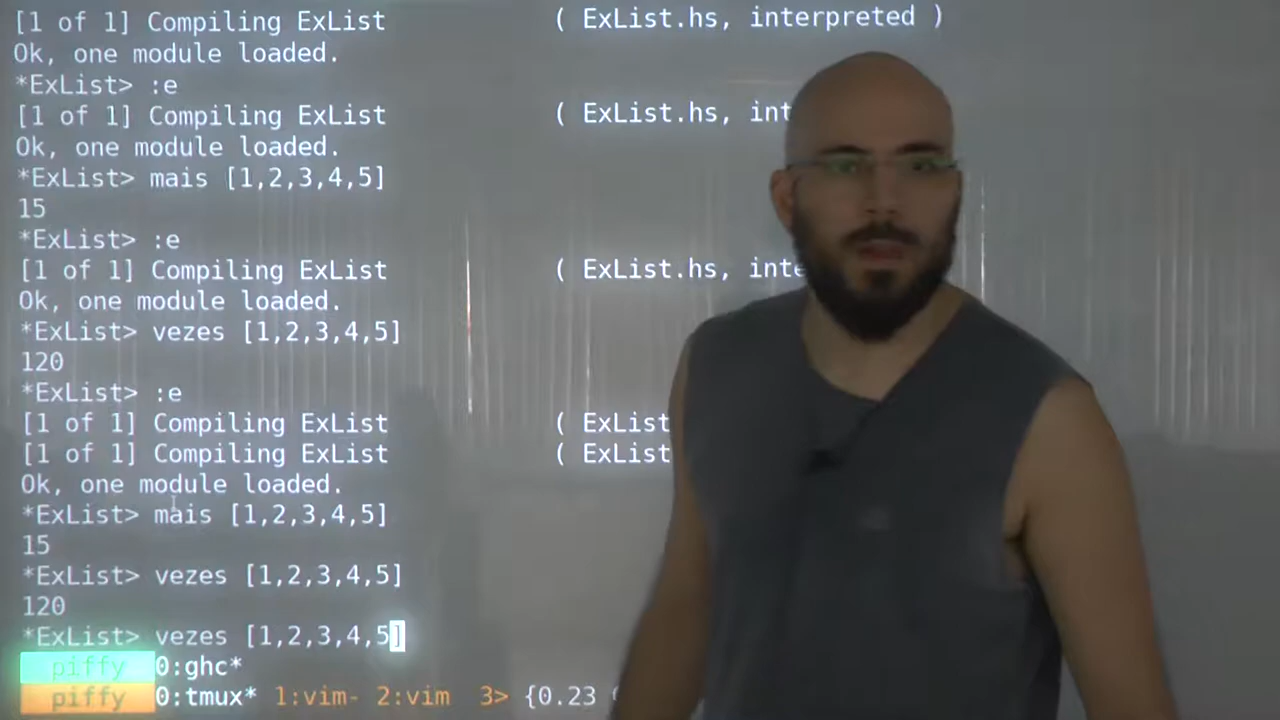 [1 of 1] Compiling ExList ( ExList.hs, interpreted )
Ok, one module loaded.
*ExList> :e
[1 of 1] Compiling ExList ( ExList.hs, int
Ok, one module loaded.
*ExList> mais [1,2,3,4,5]
15
*ExList> :e
[1 of 1] Compiling ExList ( ExList.hs, inte
Ok, one module loaded.
*ExList> vezes [1,2,3,4,5]
120
*ExList> :e
[1 of 1] Compiling ExList ( ExList
[1 of 1] Compiling ExList ( ExList
Ok, one module loaded.
*ExList> mais [1,2,3,4,5]
15
*ExList> vezes [1,2,3,4,5]
120
*ExList> vezes [1,2,3,4,5]
piffy 0:ghc*
piffy 0:tmux* 1:vim- 2:vim 3> {0.23